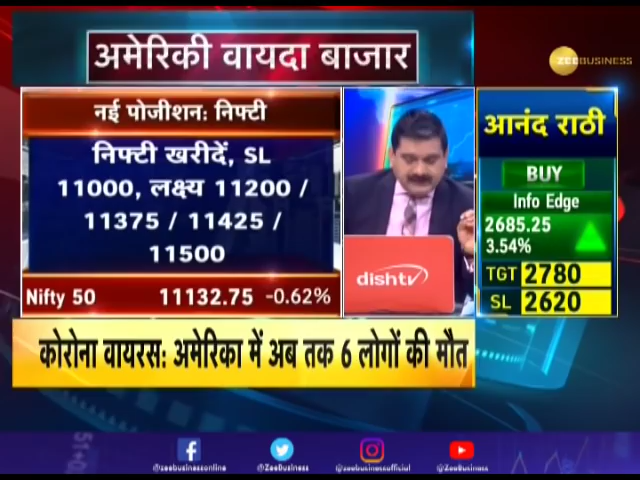 अमेरिकी वायदा बाजार
ZEEBUSINESS
नई पोजीशन: निफ्टी
निफ्टी खरीदें, SL
11000, लक्ष्य 11200 /
11375 / 11425 /
11500
Nifty 50 11132.75 -0.62%
dishtv
आनंद राठी
BUY
Info Edge
2685.25
3.54%
TGT 2780
SL 2620
कोरोना वायरस: अमेरिका में अब तक 6 लोगों की मौत
@zeebusinessonline @ZeeBusiness @zeebusinessofficial @ZeeBusiness